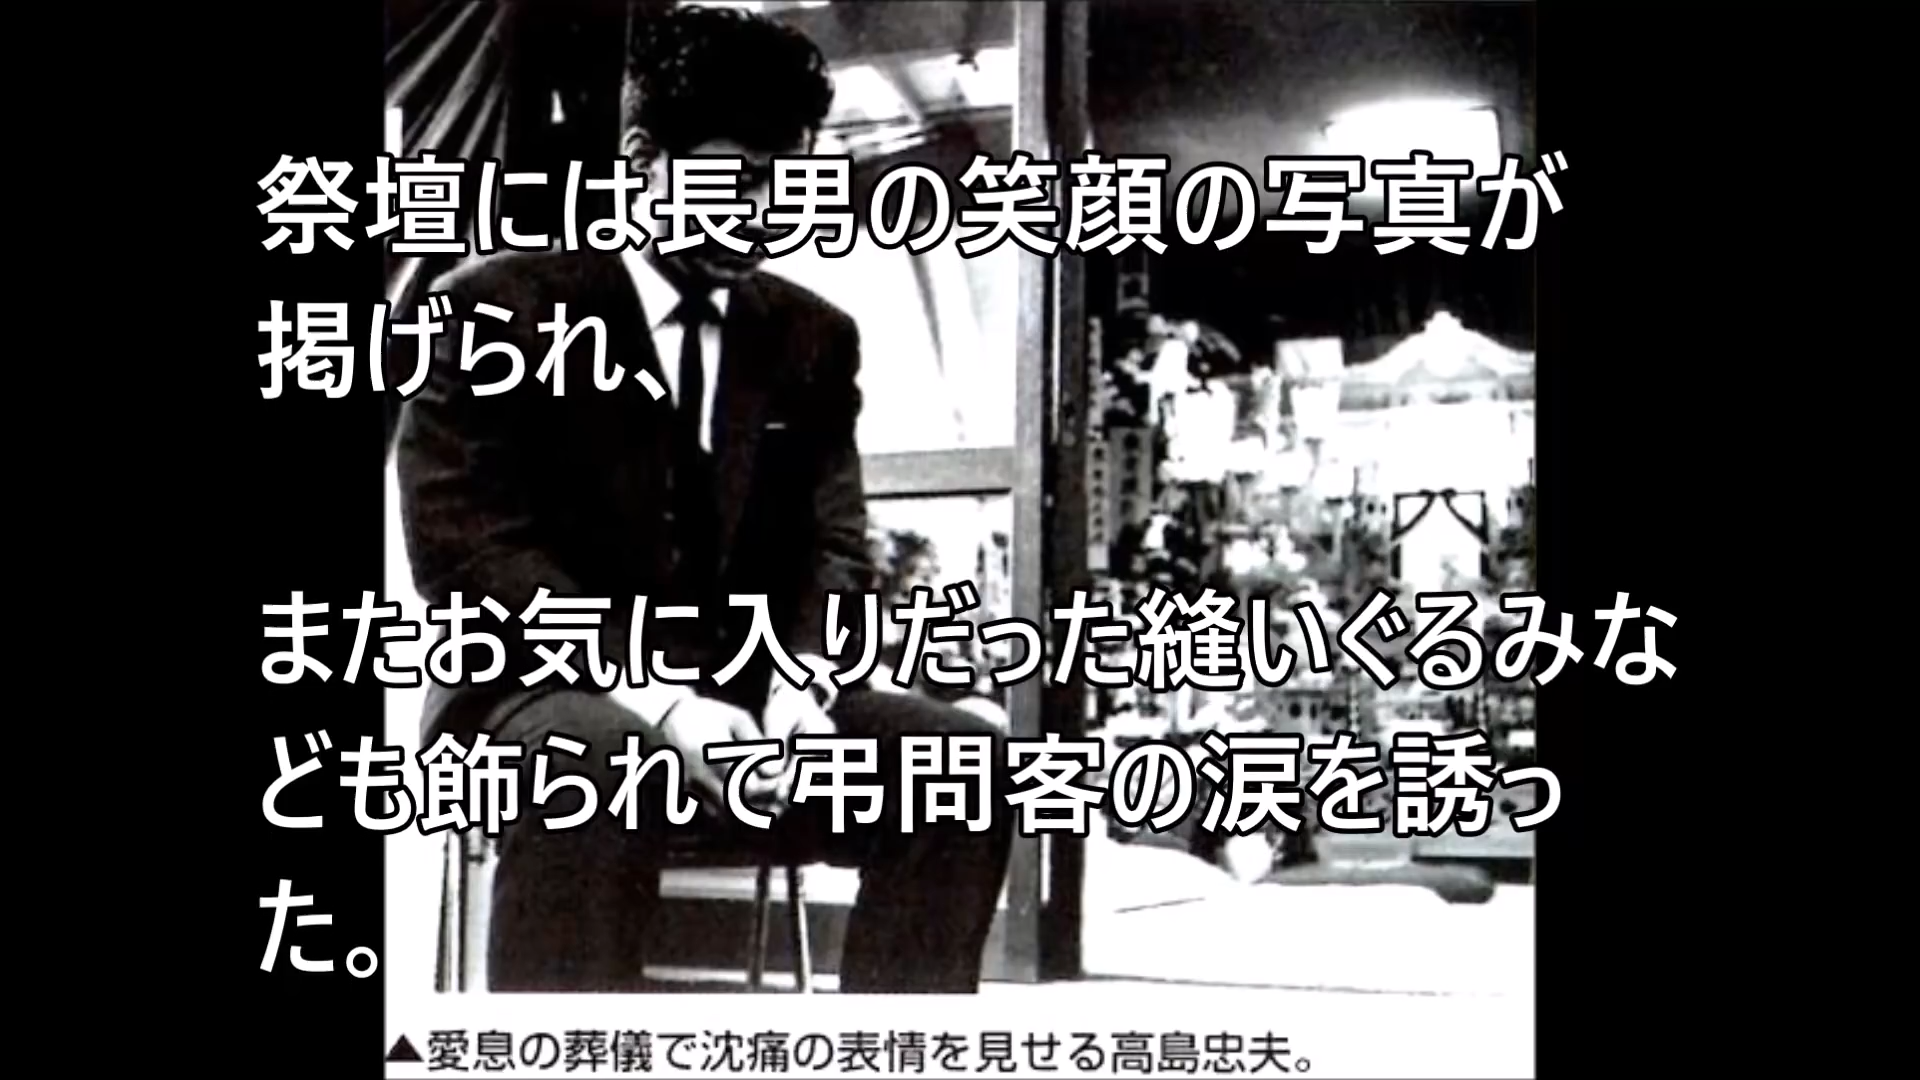 祭壇には長男の笑顔の写真が
掲げられ、
またお気に入りだった縫いぐるみな
ども飾られて弔問客の涙を誘っ
た。
▲愛息の葬儀で沈痛の表情を見せる高島忠夫。